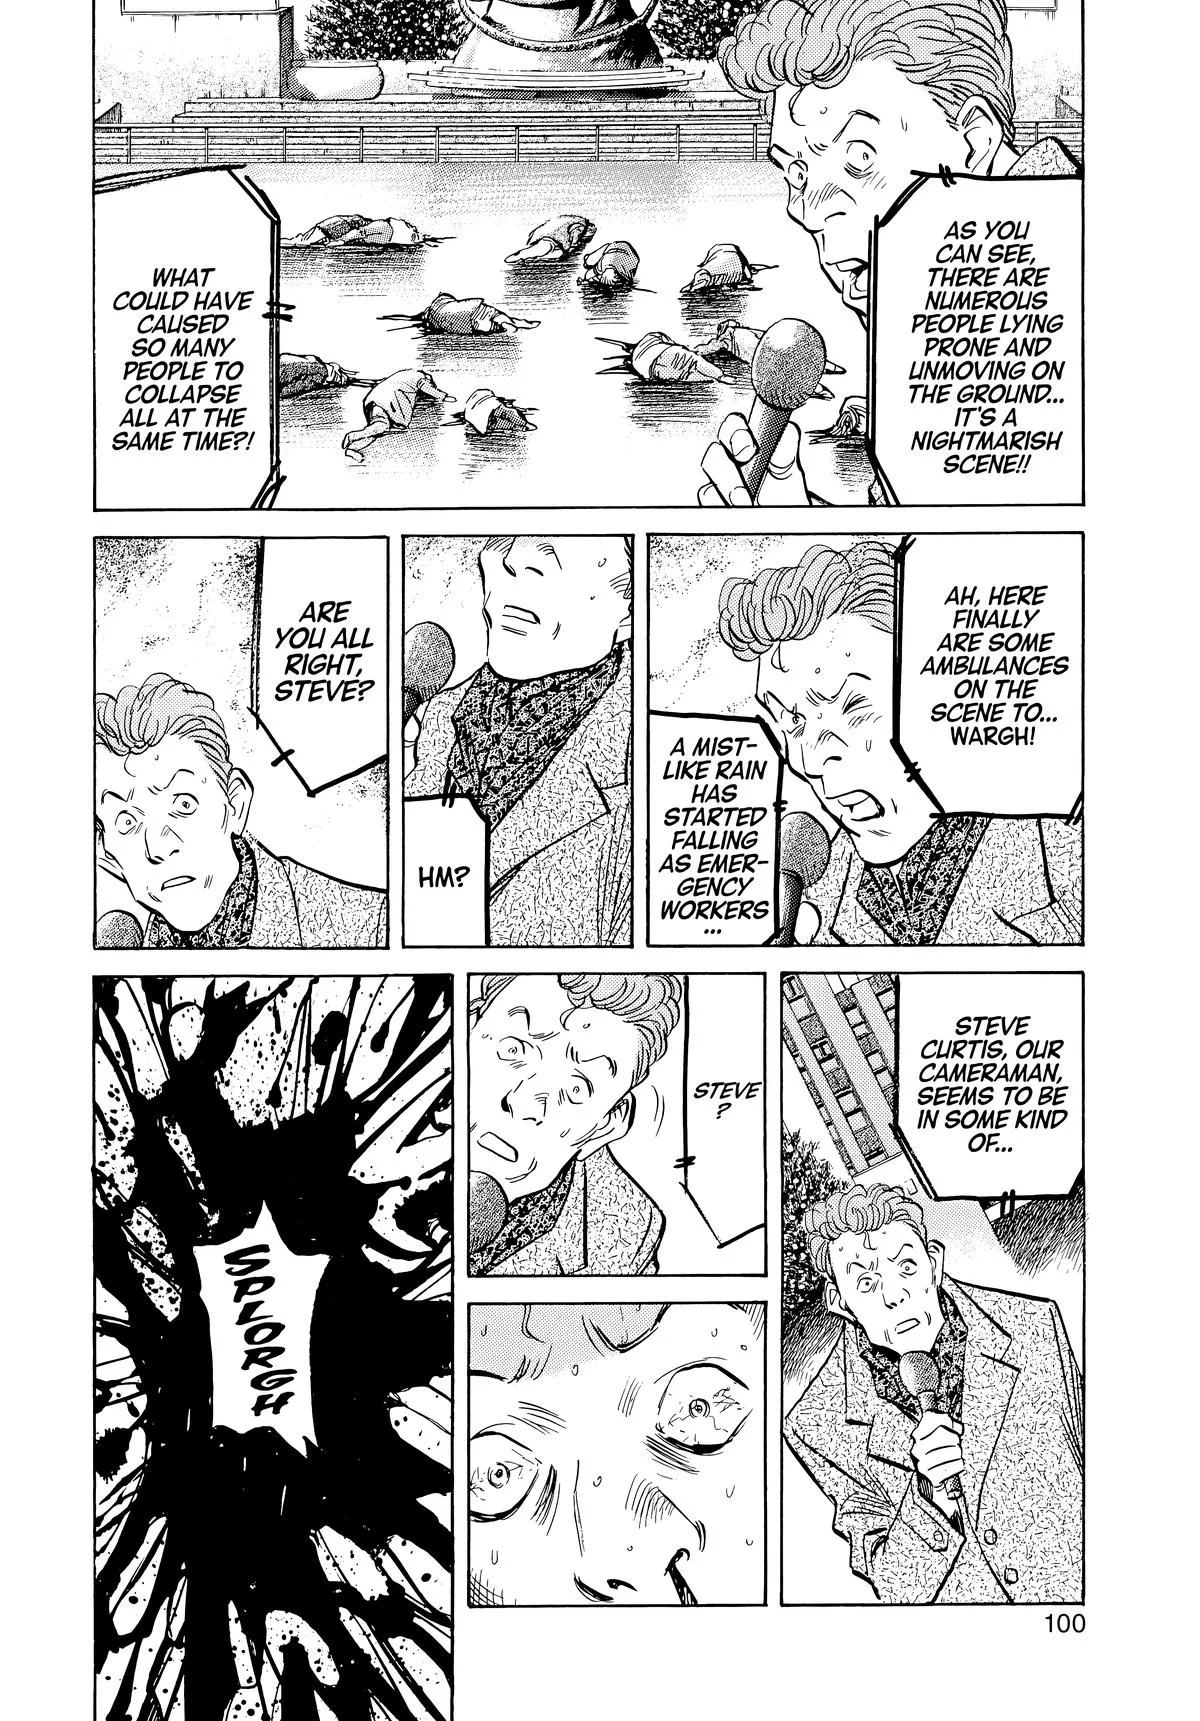 AS YOU
CAN SEE,
THERE ARE
NUMEROUS
PEOPLE LYING
PRONE AND
UNMOVING ON
THE GROUND...
IT'S A
NIGHTMARISH
SCENE!!
WHAT
COULD HAVE
CAUSED
SO MANY
PEOPLE TO
COLLAPSE
ALL AT THE
SAME TIME?!
AH, HERE
FINALLY
ARE SOME
AMBULANCES
ON THE
SCENE TO...
WARGH!
A MIST-
LIKE RAIN
HAS
STARTED
FALLING
AS EMER-
GENCY
WORKERS
...
HM?
ARE
YOU ALL
RIGHT,
STEVE?
STEVE
CURTIS, OUR
CAMERAMAN,
SEEMS TO BE
IN SOME KIND
OF...
STEVE
?
SPLORGH
100